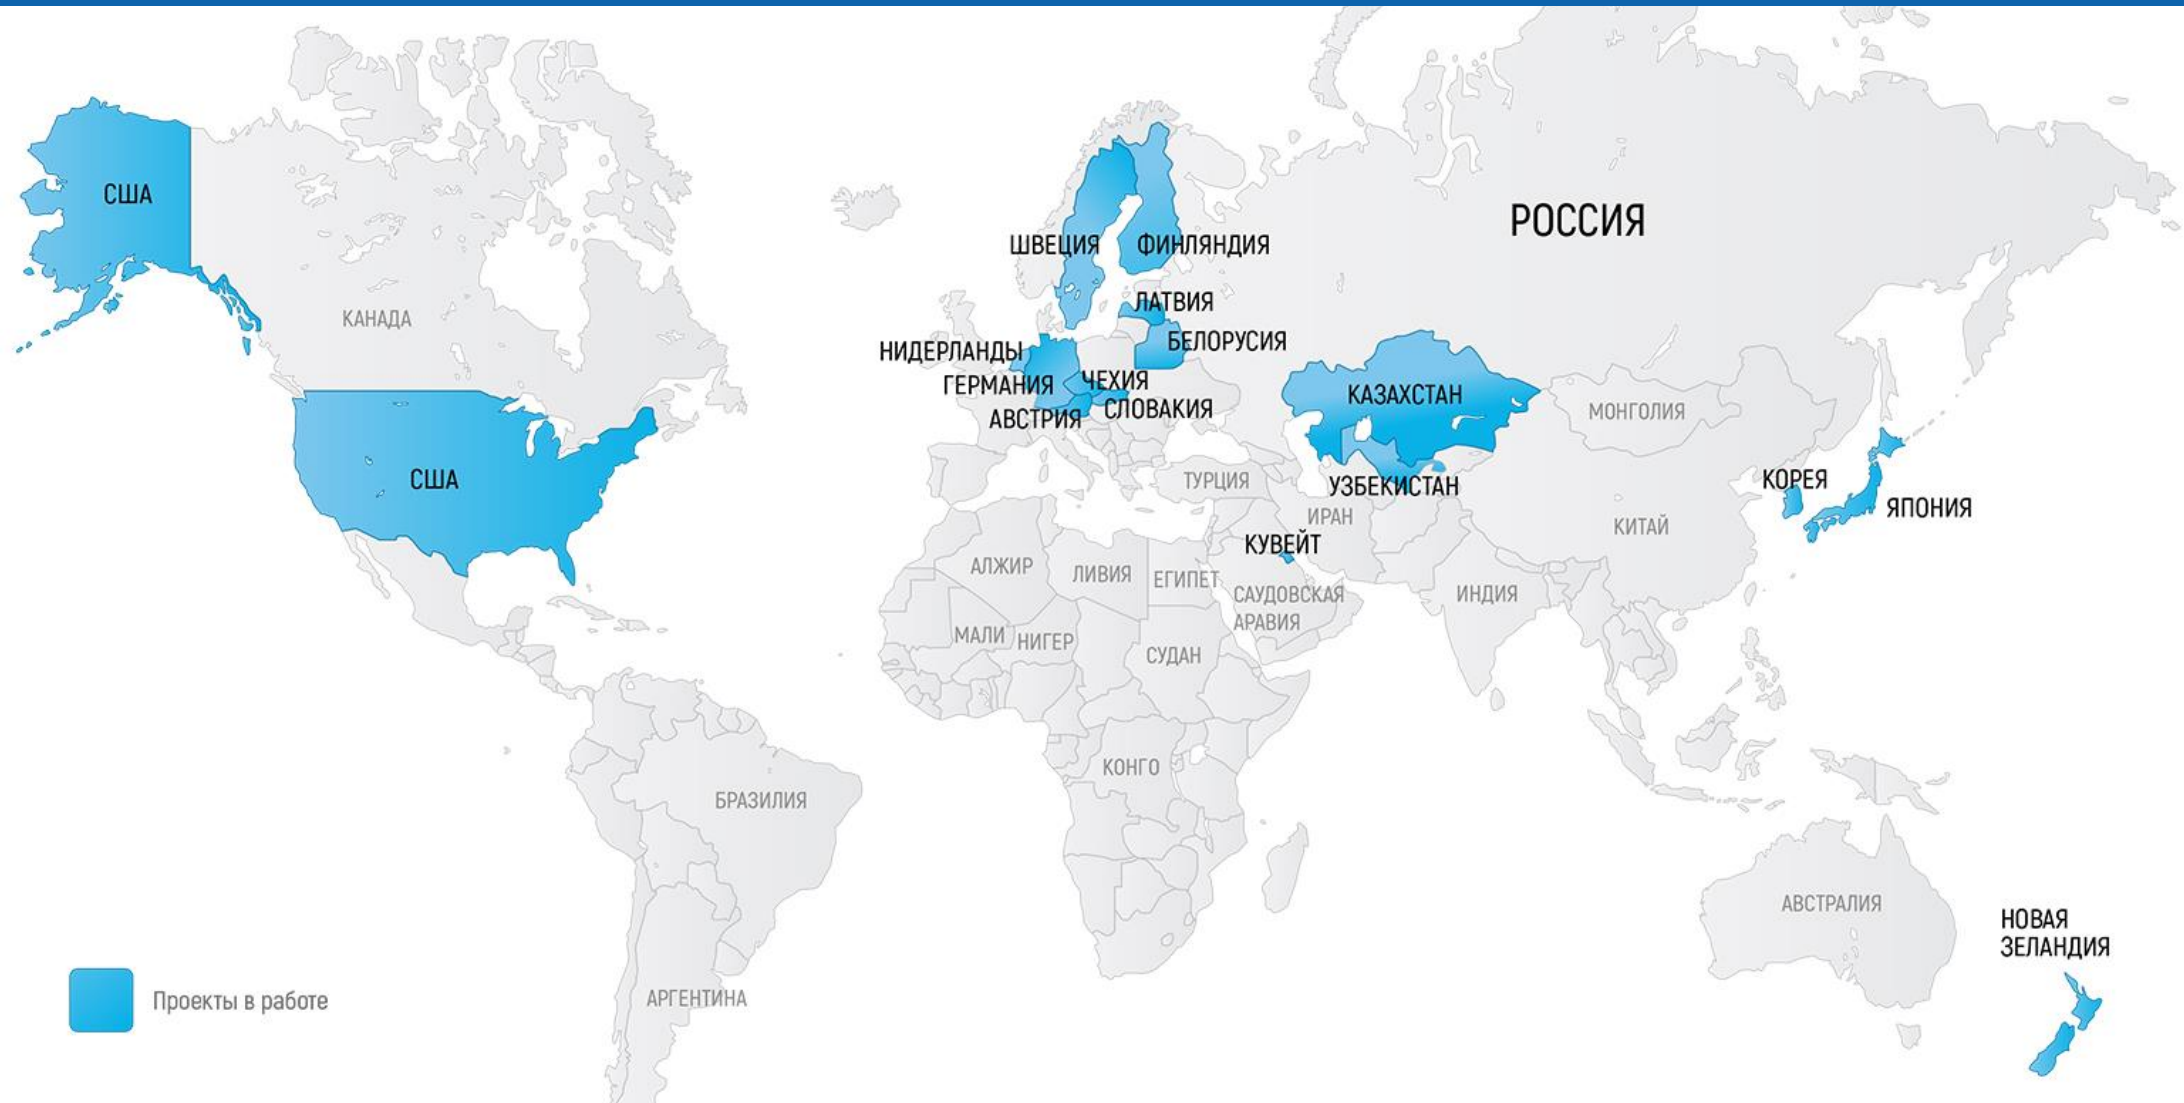 США
РОССИЯ
ШВЕЦИЯ
ФИНЛЯНДИЯ
ЛАТВИЯ
КАНАДА
БЕЛОРУСИЯ
НИДЕРЛАНДЫ
ГЕРМАНИЯ
ЧЕХИЯ
КАЗАХСТАН
АВСТРИЯ
СЛОВАКИЯ
МОНГОЛИЯ
США
ТУРЦИЯ
УЗБЕКИСТАН
КОРЕЯ
ЯПОНИЯ
ИРАН
КИТАЙ
КУВЕЙТ
АЛЖИР
ЛИВИЯ
ЕГИПЕТ
САУДОВСКАЯ
АРАВИЯ
ИНДИЯ
МАЛИ
НИГЕР
СУДАН
КОНГО
БРАЗИЛИЯ
АВСТРАЛИЯ
НОВАЯ
ЗЕЛАНДИЯ
АРГЕНТИНА
Проекты в работе